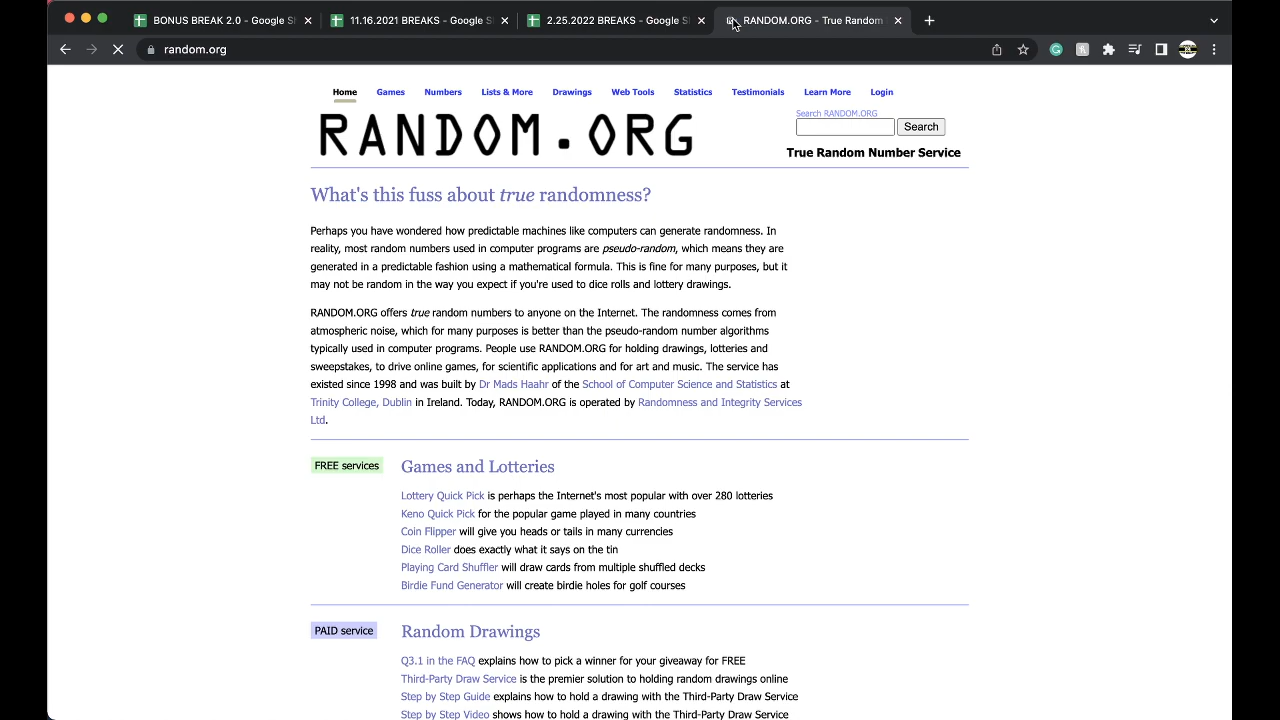 BONUS BREAK 2.0 - Google S
11.16.2021 BREAKS - Google S
2.25.2022 BREAKS - Google S
RANDOM.ORG - True Random
random.org
Home Games Numbers Lists & More Drawings Web Tools Statistics Testimonials Learn More Login
RANDOM.ORG
Search RANDOM.ORG
Search
True Random Number Service
What's this fuss about true randomness?
Perhaps you have wondered how predictable machines like computers can generate randomness. In
reality, most random numbers used in computer programs are pseudo-random, which means they are
generated in a predictable fashion using a mathematical formula. This is fine for many purposes, but it
may not be random in the way you expect if you're used to dice rolls and lottery drawings.
RANDOM.ORG offers true random numbers to anyone on the Internet. The randomness comes from
atmospheric noise, which for many purposes is better than the pseudo-random number algorithms
typically used in computer programs. People use RANDOM.ORG for holding drawings, lotteries and
sweepstakes, to drive online games, for scientific applications and for art and music. The service has
existed since 1998 and was built by Dr Mads Haahr of the School of Computer Science and Statistics at
Trinity College, Dublin in Ireland. Today, RANDOM.ORG is operated by Randomness and Integrity Services
Ltd.
FREE services
Games and Lotteries
Lottery Quick Pick is perhaps the Internet's most popular with over 280 lotteries
Keno Quick Pick for the popular game played in many countries
Coin Flipper will give you heads or tails in many currencies
Dice Roller does exactly what it says on the tin
Playing Card Shuffler will draw cards from multiple shuffled decks
Birdie Fund Generator will create birdie holes for golf courses
PAID service
Random Drawings
Q3.1 in the FAQ explains how to pick a winner for your giveaway for FREE
Third-Party Draw Service is the premier solution to holding random drawings online
Step by Step Guide explains how to hold a drawing with the Third-Party Draw Service
Step by Step Video shows how to hold a drawing with the Third-Party Draw Service